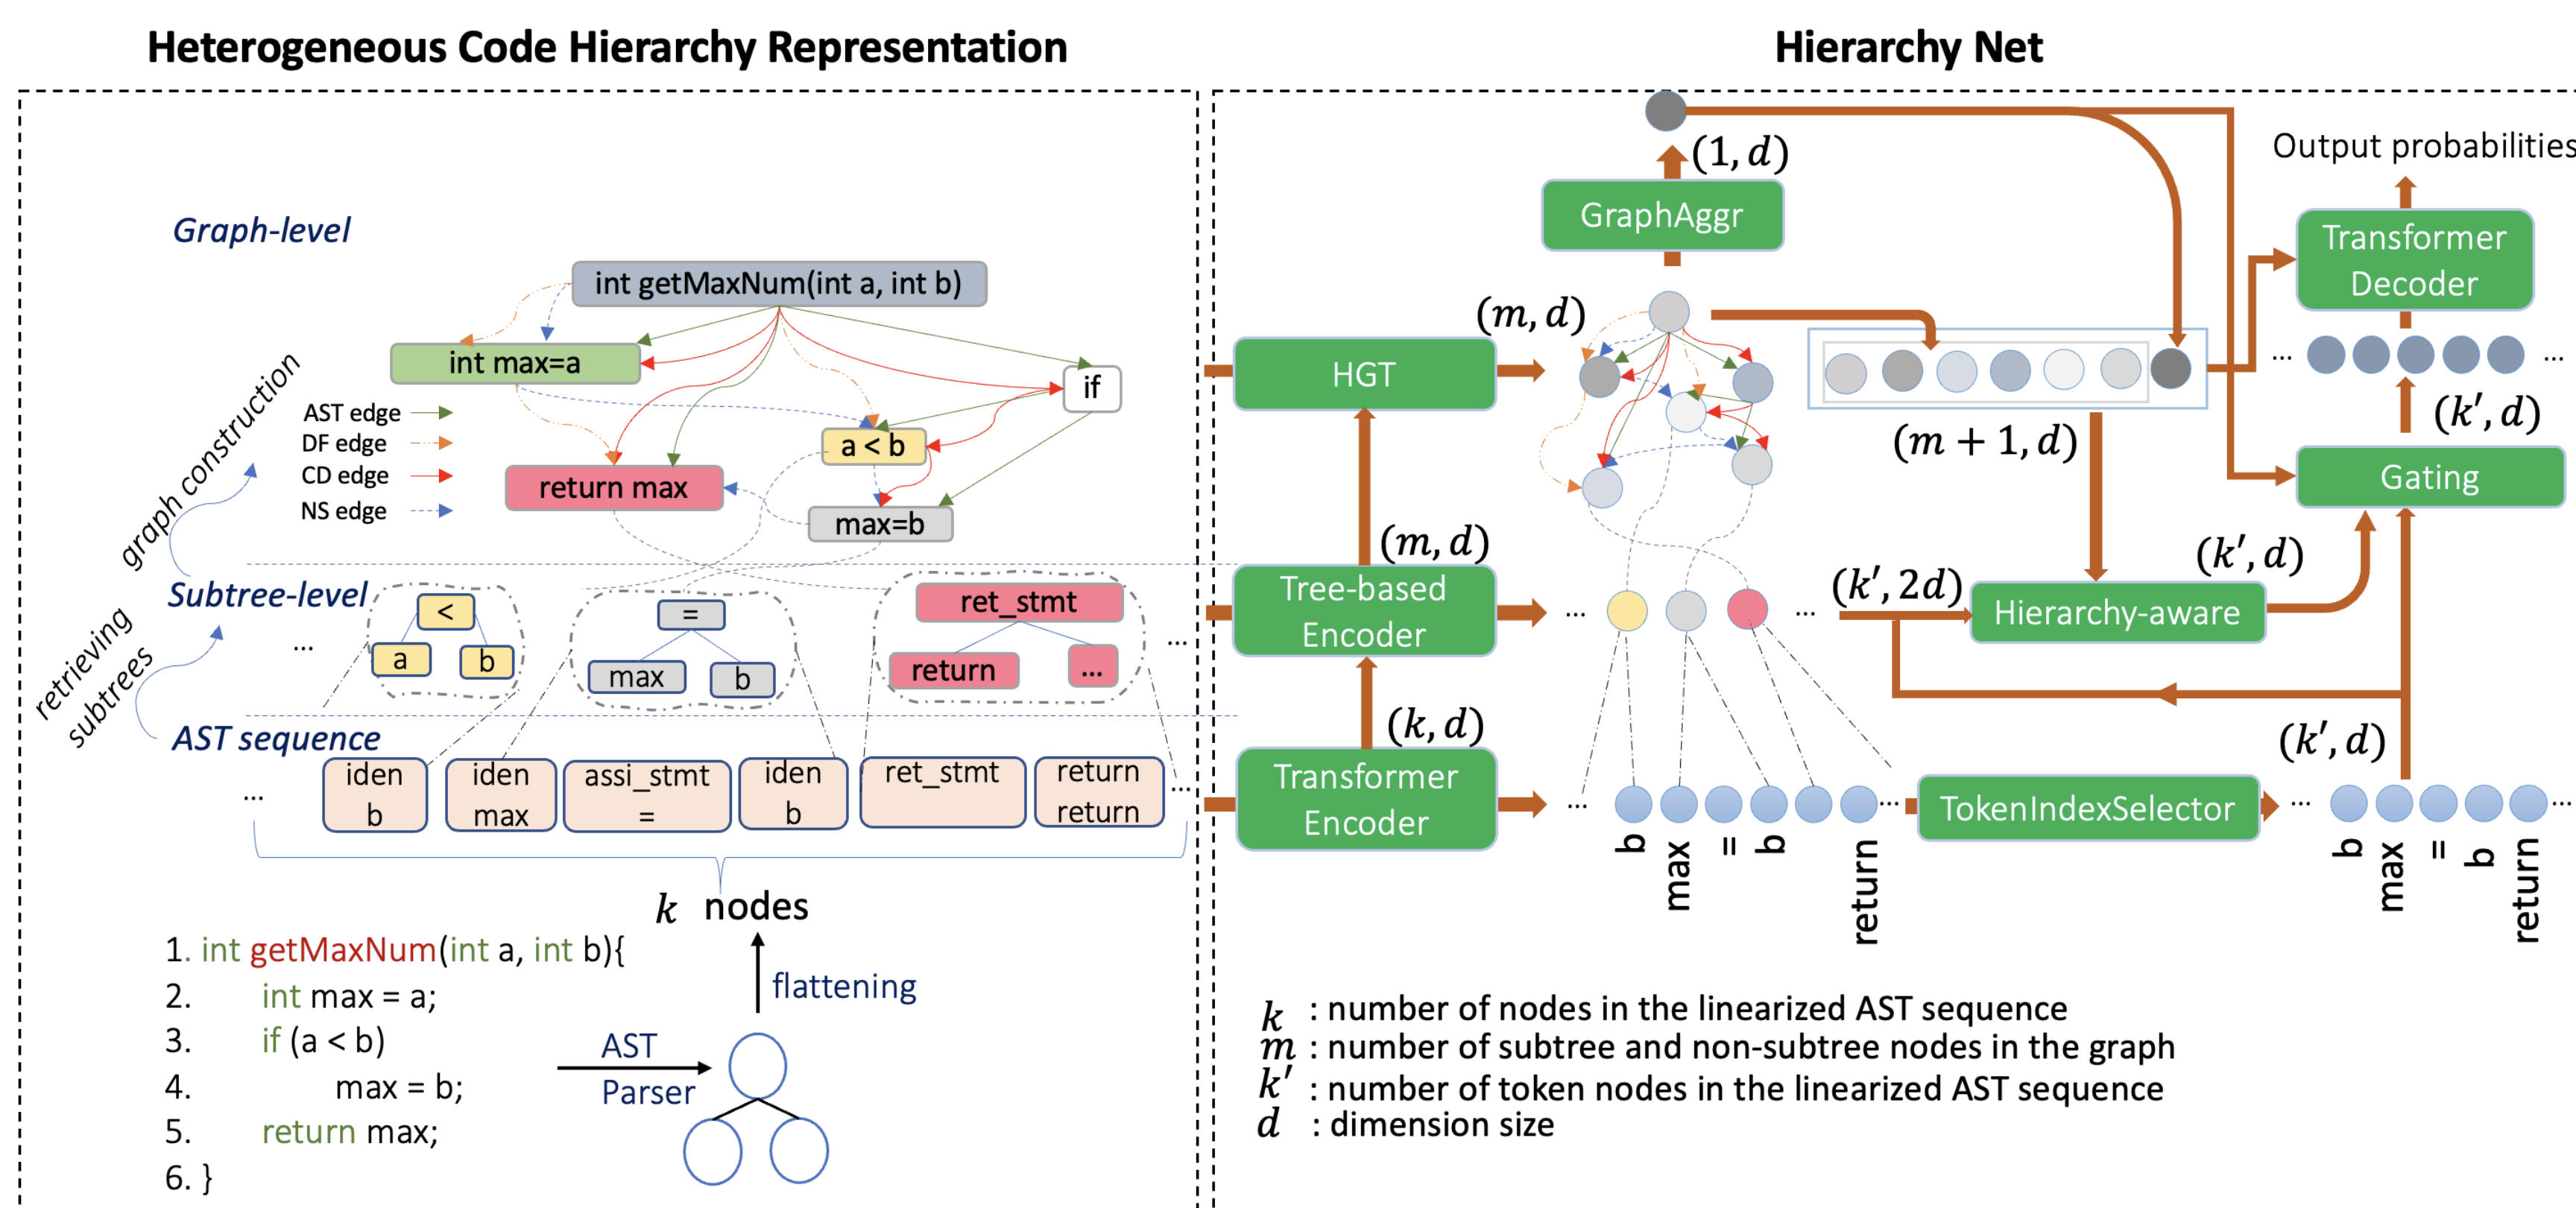 Heterogeneous Code Hierarchy Representation
Graph-level
int getMaxNum(int a, int b)
int max=a
if
AST edge
DF edge
CD edge
NS edge
a < b
return max
max=b
graph construction
Subtree-level
retrieving
subtrees
...
<
a
b
=
max
b
ret_stmt
return
...
...
AST sequence
...
iden
b
iden
max
assi_stmt
=
iden
b
ret_stmt
return
return
...
k nodes
flattening
AST
Parser
1. int getMaxNum(int a, int b){
2. int max = a;
3. if (a < b)
4. max = b;
5. return max;
6. }
Hierarchy Net
(1, d)
GraphAggr
Output probabilities
Transformer
Decoder
(m, d)
HGT
... ...
(m + 1, d)
(k′, d)
Gating
(m, d)
Tree-based
Encoder
... ...
(k′, 2d)
Hierarchy-aware
(k′, d)
(k, d)
Transformer
Encoder
... ...
b
max
=
b
return
TokenIndexSelector
(k′, d)
... ...
b
max
=
b
return
k : number of nodes in the linearized AST sequence
m : number of subtree and non-subtree nodes in the graph
k′ : number of token nodes in the linearized AST sequence
d : dimension size